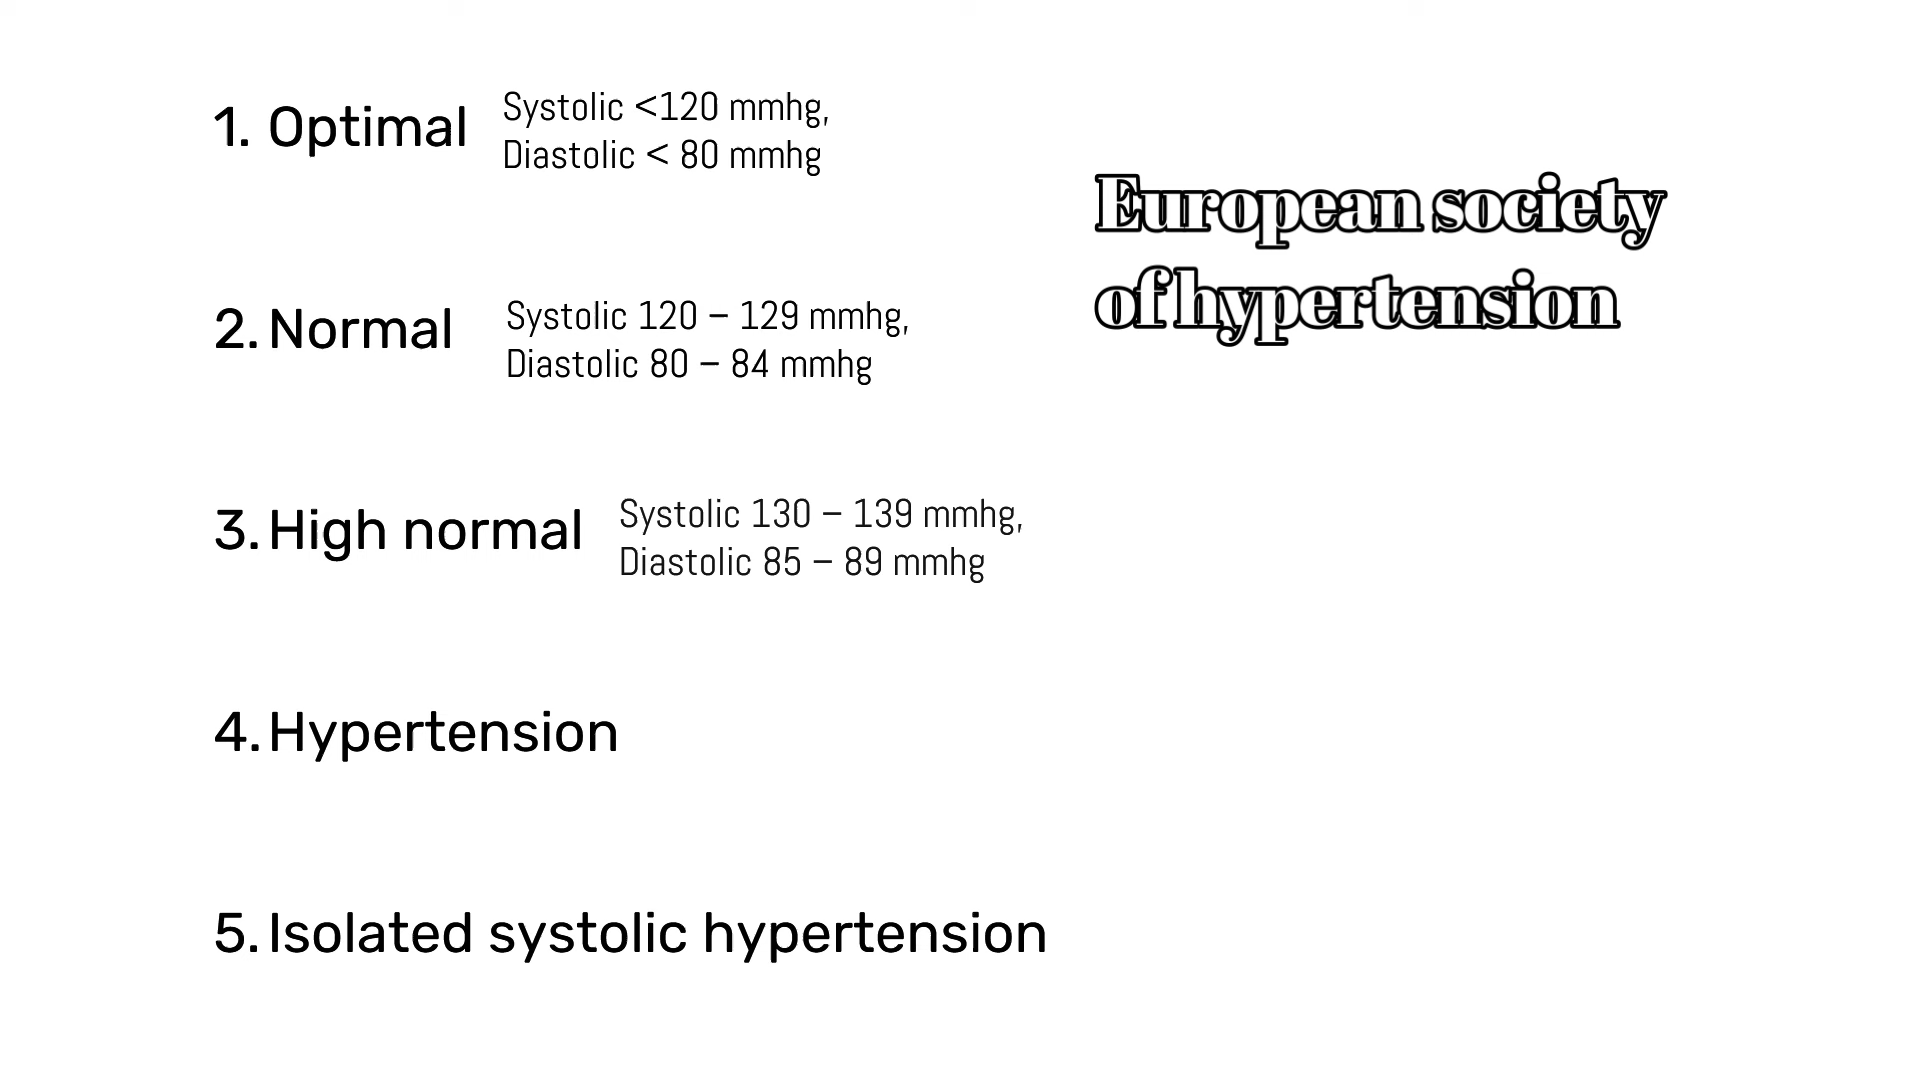 1. Optimal
Systolic <120 mmhg,
Diastolic < 80 mmhg
European society
of hypertension
2. Normal
Systolic 120 – 129 mmhg,
Diastolic 80 – 84 mmhg
3. High normal
Systolic 130 – 139 mmhg,
Diastolic 85 – 89 mmhg
4. Hypertension
5. Isolated systolic hypertension